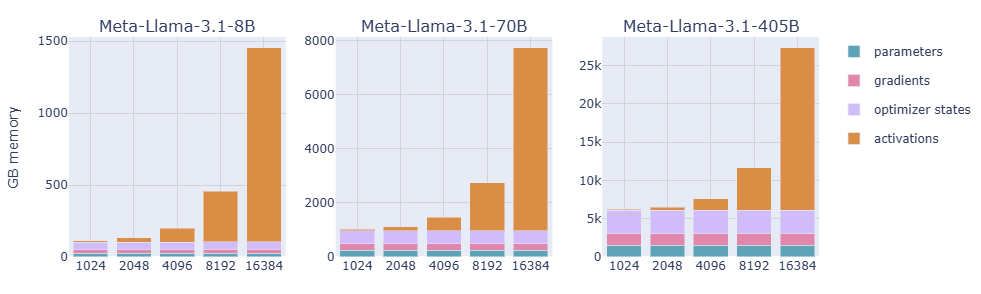 Meta-Llama-3.1-8B
Meta-Llama-3.1-70B
Meta-Llama-3.1-405B
GB memory
1500
1000
500
0
1024 2048 4096 8192 16384
8000
6000
4000
2000
0
1024 2048 4096 8192 16384
25k
20k
15k
10k
5k
0
1024 2048 4096 8192 16384
parameters
gradients
optimizer states
activations